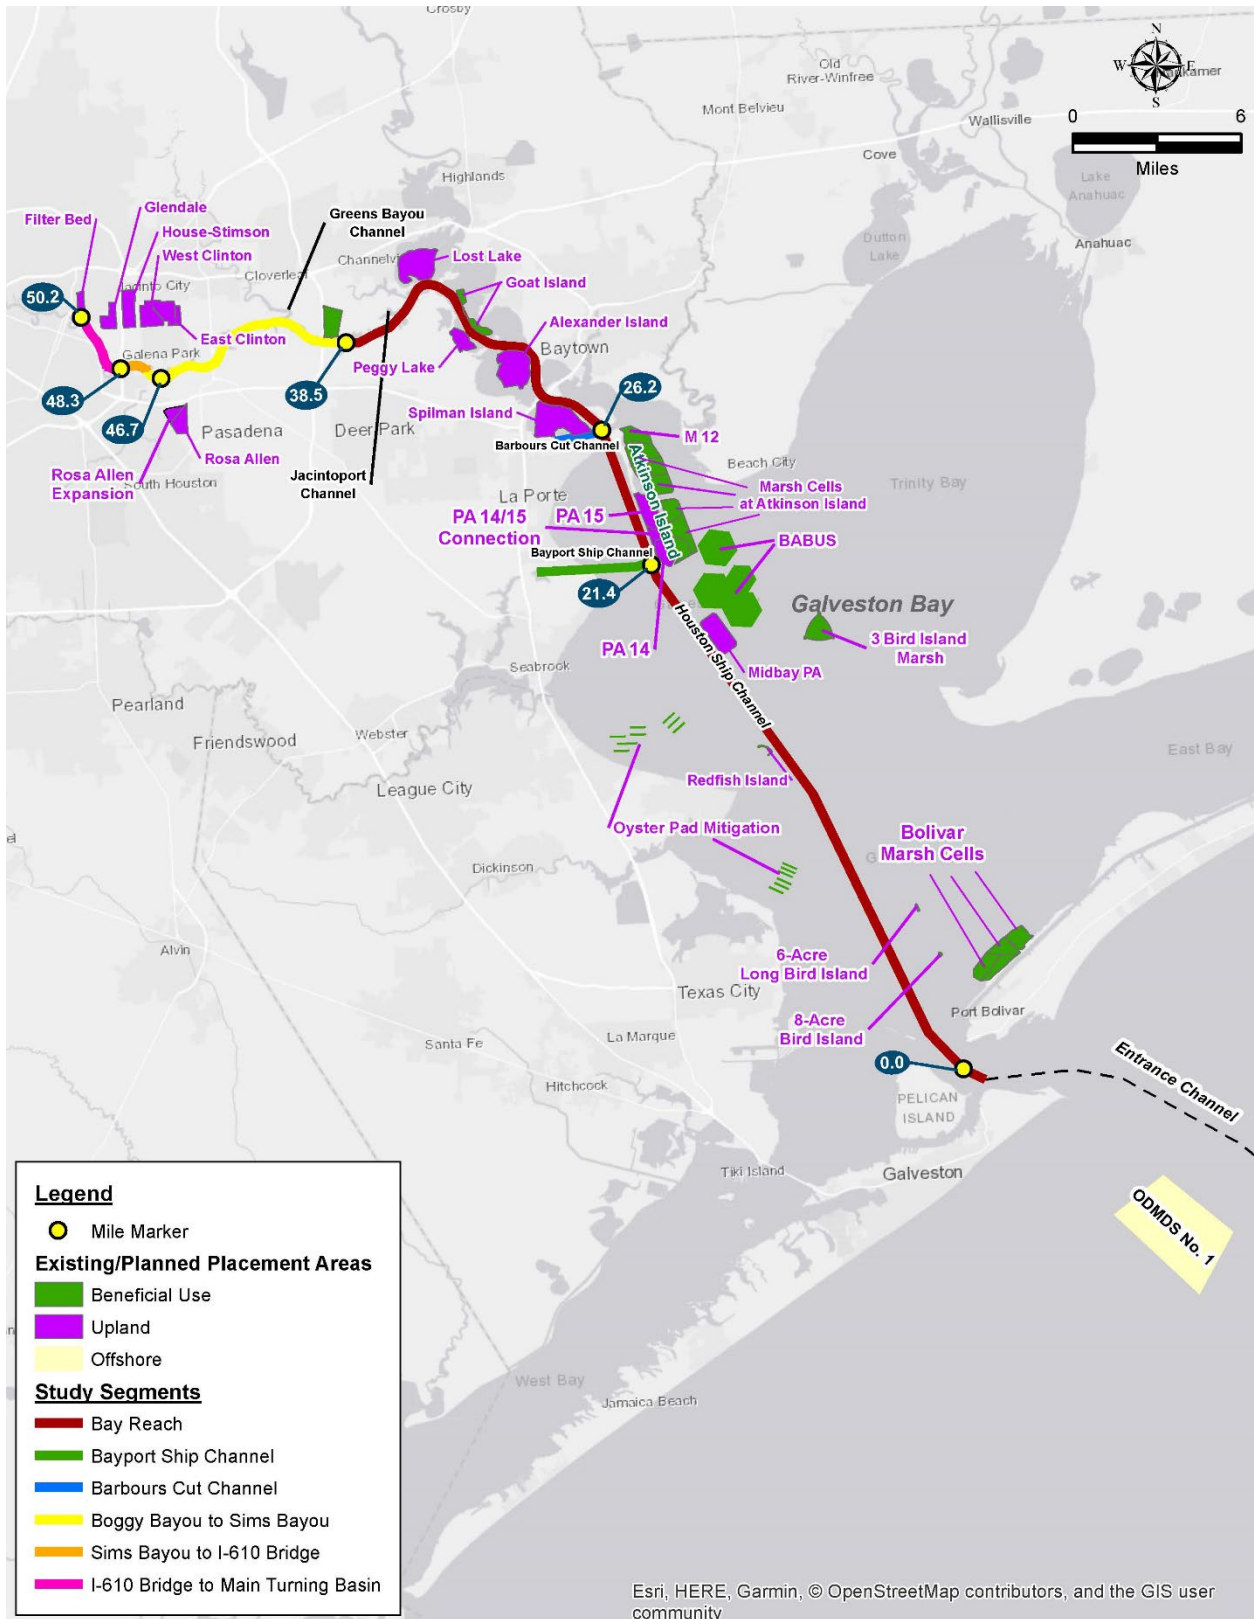 Crosby
N
W
E
S
Old
River-Winfree
Mont Belvieu
Wallisville
Cove
Lake
Anahuac
Anahuac
Dutton
Lake
0
6
Miles
Highlands
Glendale
Filter Bed
House-Stimson
West Clinton
Greens Bayou
Channel
Cloverleaf
Lost Lake
Goat Island
East Clinton
50.2
Galena Park
Alexander Island
Baytown
Peggy Lake
38.5
48.3
46.7
26.2
Spilman Island
Pasadena
Deer Park
Barbours Cut Channel
M 12
Rosa Allen
Rosa Allen
Expansion
South Houston
Jacintoport
Channel
Beach City
Trinity Bay
Marsh Cells
at Atkinson Island
Atkinson Island
La Porte
PA 14/15
Connection
PA 15
BABUS
Bayport Ship Channel
21.4
Galveston Bay
PA 14
3 Bird Island
Marsh
Houston Ship Channel
Seabrook
Midbay PA
Pearland
Friendswood
Webster
East Bay
League City
Redfish Island
Oyster Pad Mitigation
Bolivar
Marsh Cells
Dickinson
Alvin
6-Acre
Long Bird Island
Texas City
8-Acre
Bird Island
Port Bolivar
La Marque
Santa Fe
0.0
Entrance Channel
Hitchcock
PELICAN
ISLAND
Tiki Island
Galveston
ODMDS No. 1
West Bay
Jamaica Beach
Legend
Mile Marker
Existing/Planned Placement Areas
Beneficial Use
Upland
Offshore
Study Segments
Bay Reach
Bayport Ship Channel
Barbours Cut Channel
Boggy Bayou to Sims Bayou
Sims Bayou to I-610 Bridge
I-610 Bridge to Main Turning Basin
Esri, HERE, Garmin, © OpenStreetMap contributors, and the GIS user
community